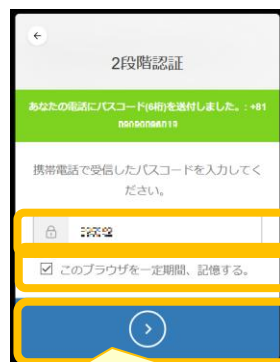 2段階認証
あなたの電話にパスコード(6桁)を送付しました。: +81
携帯電話で受信したパスコードを入力してく
ださい。
このブラウザを一定期間、記憶する。